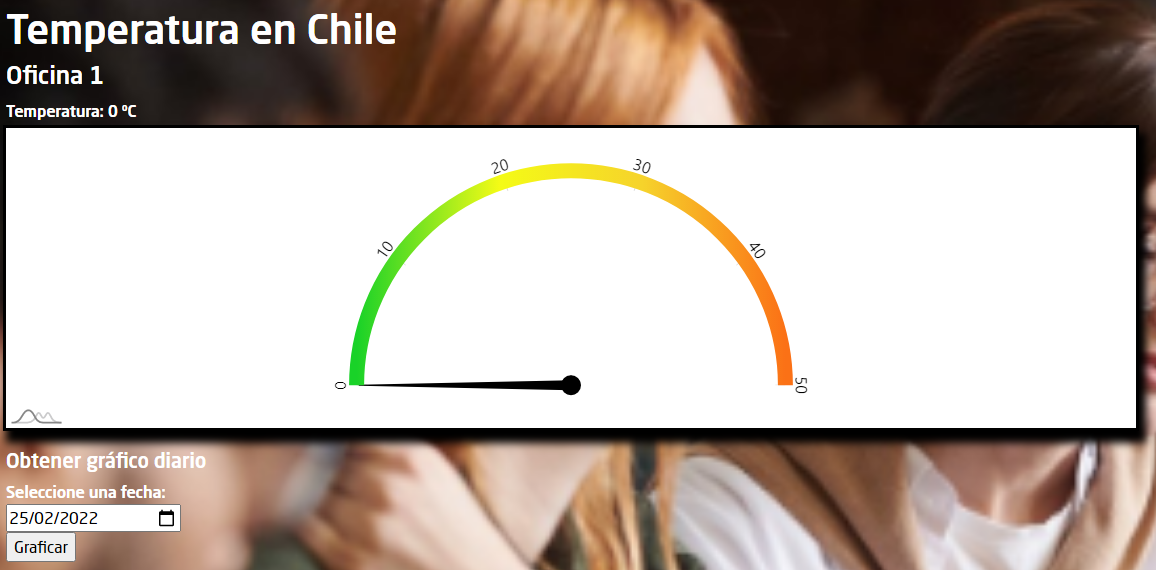 Temperatura en Chile
Oficina 1
Temperatura: 0 ºC
0
10
20
30
40
50
Obtener gráfico diario
Seleccione una fecha:
25/02/2022
Graficar